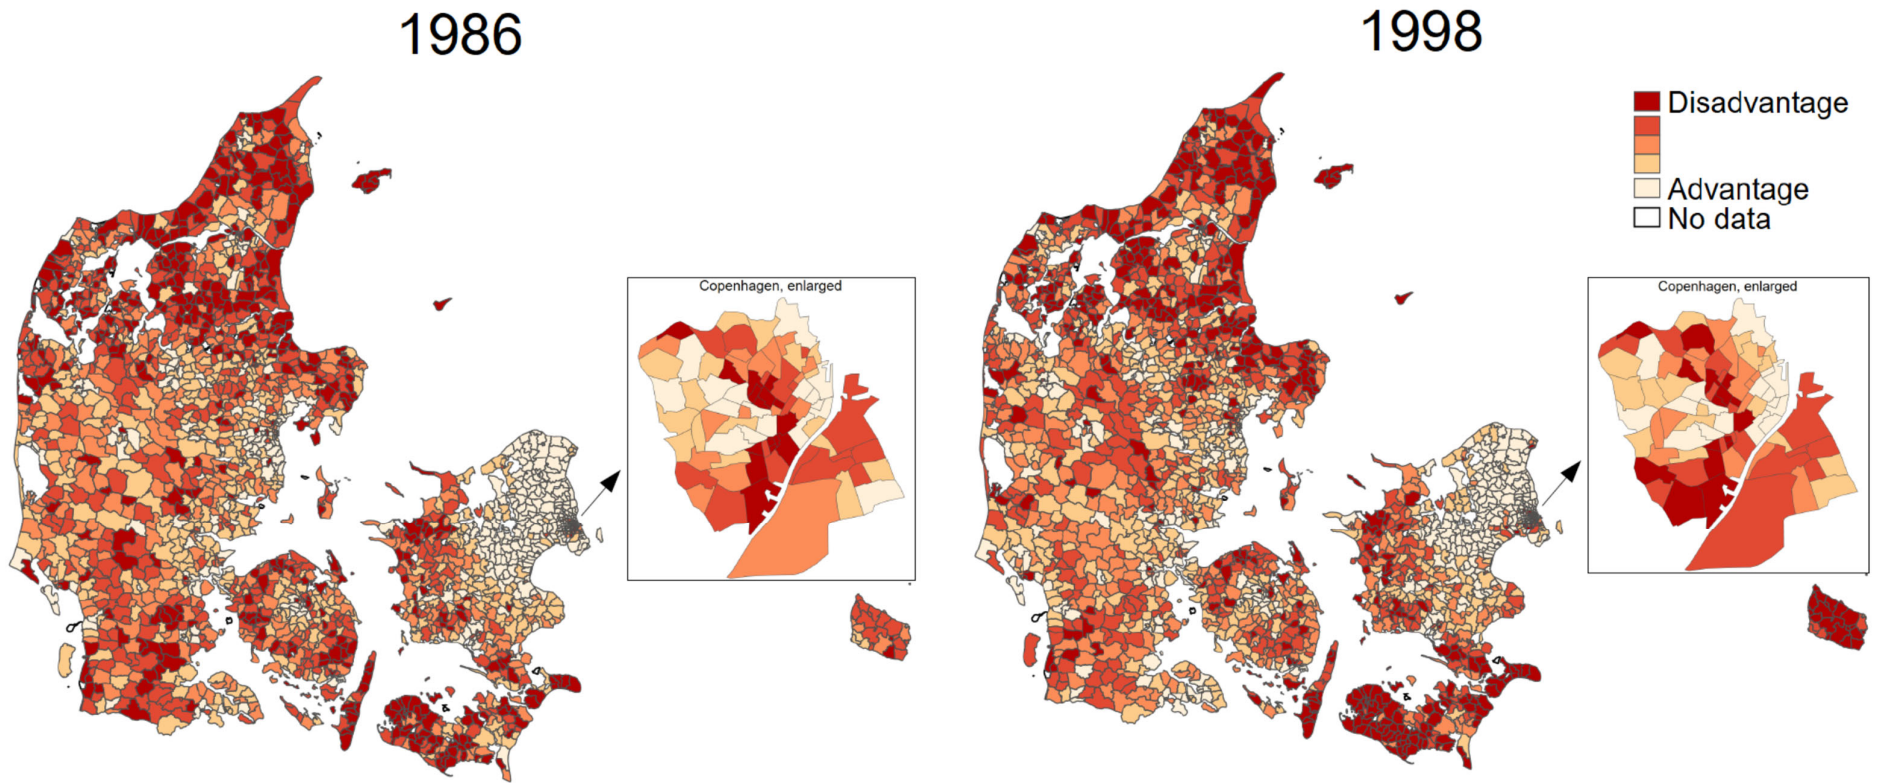 1986
1998
Disadvantage
Advantage
No data
Copenhagen, enlarged
Copenhagen, enlarged